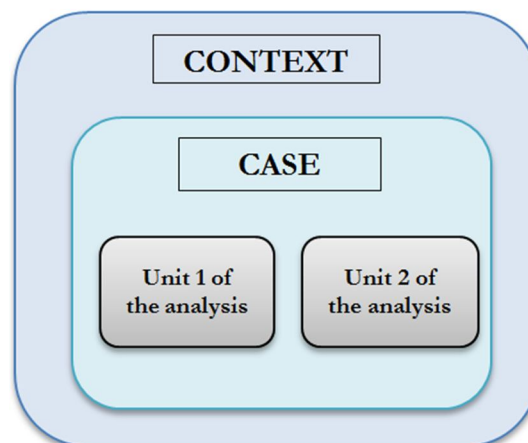 CONTEXT
CASE
Unit 1 of
the analysis
Unit 2 of
the analysis